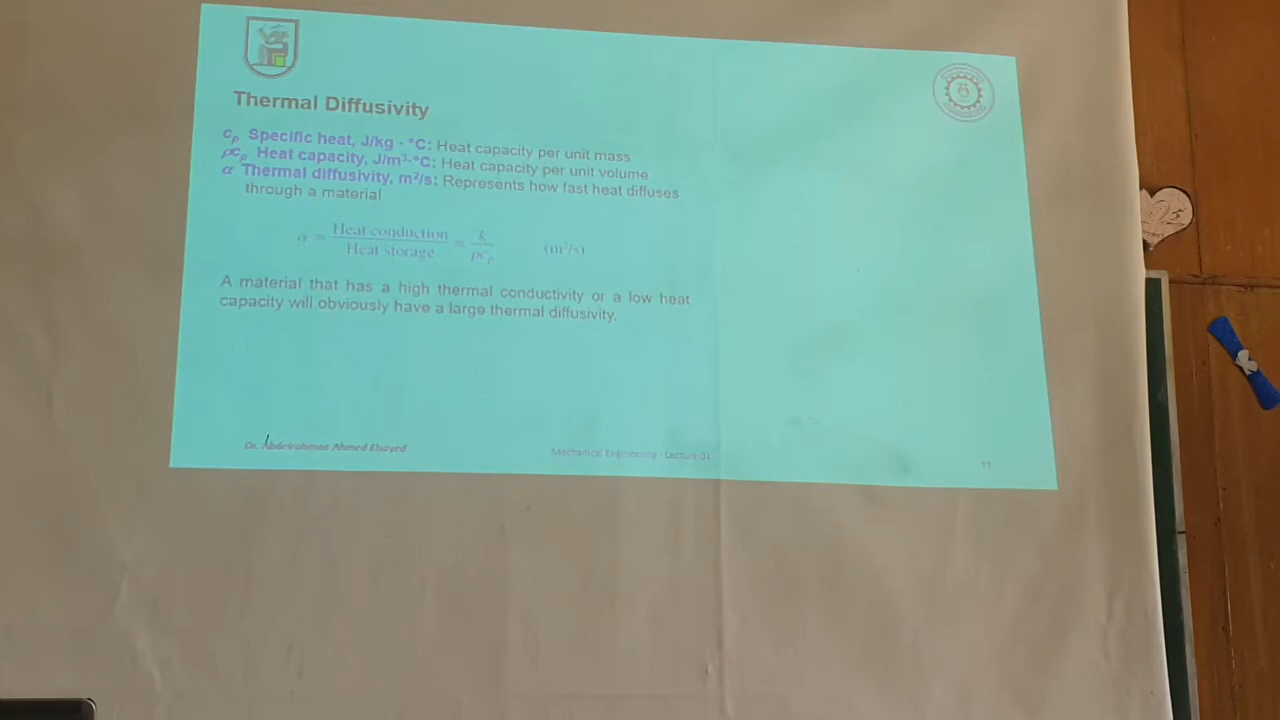 Thermal Diffusivity
cₚ Specific heat, J/kg · °C: Heat capacity per unit mass
ρcₚ Heat capacity, J/m³·°C: Heat capacity per unit volume
α Thermal diffusivity, m²/s: Represents how fast heat diffuses
through a material
α = Heat conduction / Heat storage = k / ρcₚ (m²/s)
A material that has a high thermal conductivity or a low heat
capacity will obviously have a large thermal diffusivity.
Dr. Abdelrahman Ahmed Elsayed
Mechanical Engineering - Lecture 01
11